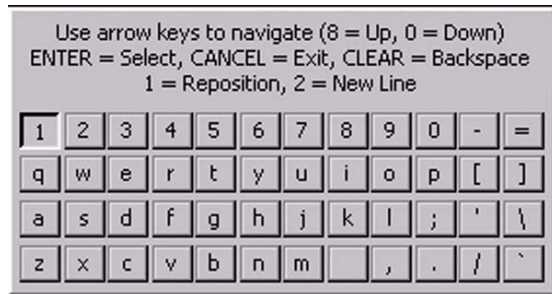 Use arrow keys to navigate (8 = Up, 0 = Down)
ENTER = Select, CANCEL = Exit, CLEAR = Backspace
1 = Reposition, 2 = New Line
1 2 3 4 5 6 7 8 9 0 - =
q w e r t y u i o p [ ]
a s d f g h j k l ; ' \
z x c v b n m , . / `